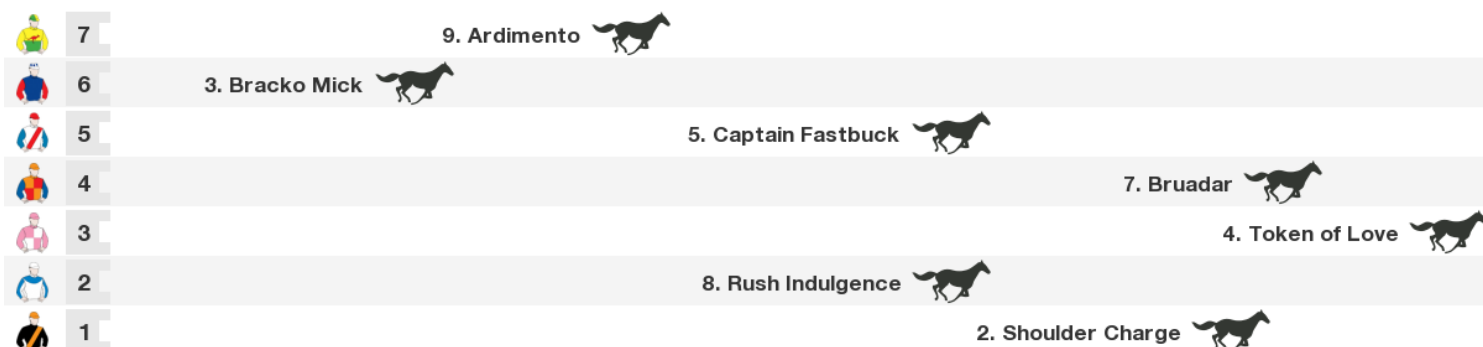 7 9. Ardimento
6 3. Bracko Mick
5 5. Captain Fastbuck
4 7. Bruadar
3 4. Token of Love
2 8. Rush Indulgence
1 2. Shoulder Charge